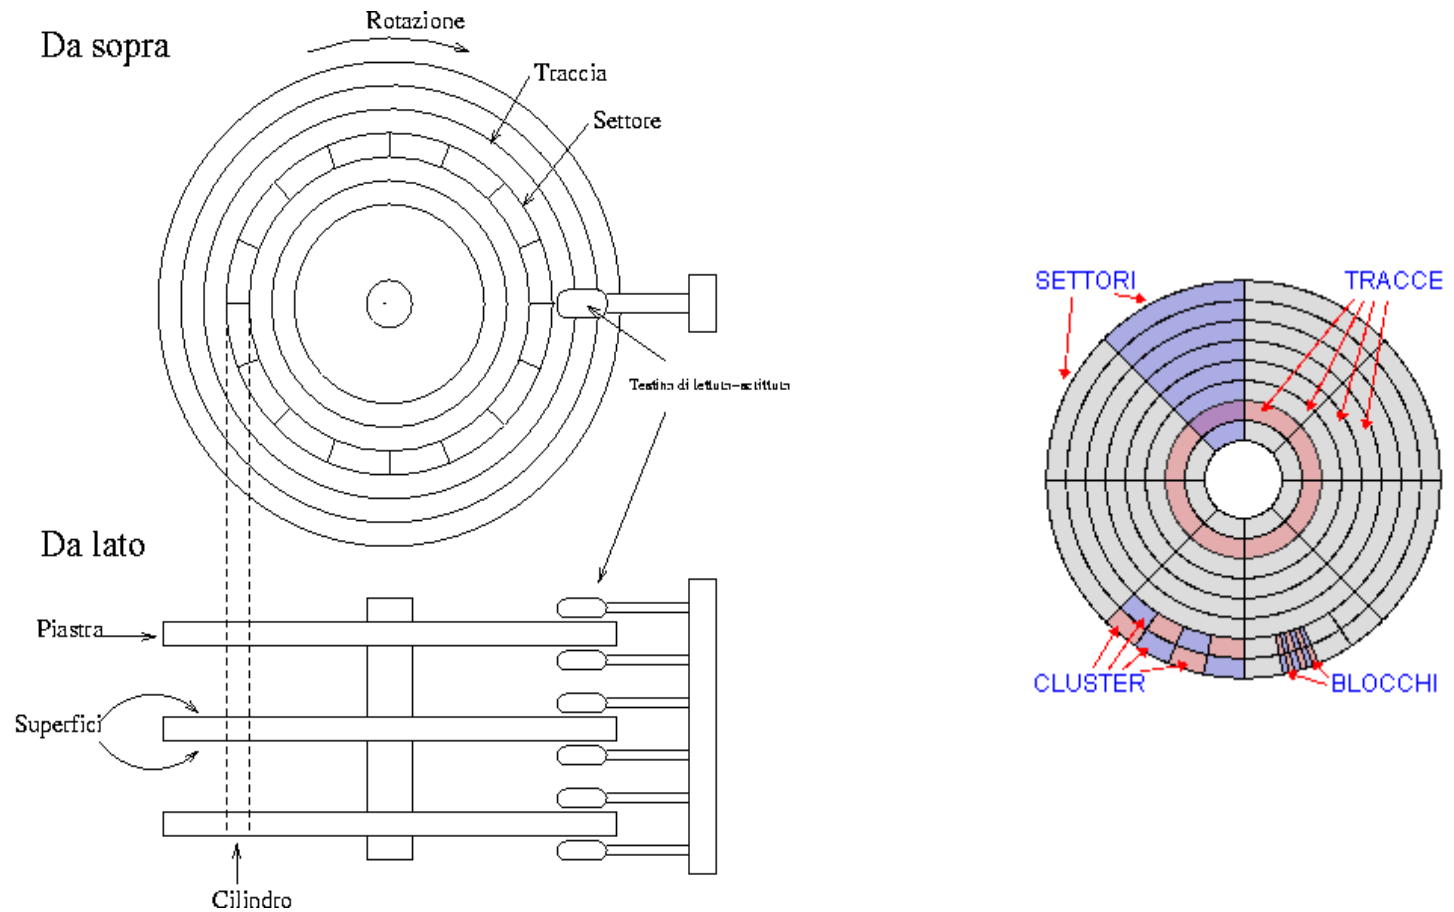 Da sopra
Rotazione
Traccia
Settore
Testina di lettura-scrittura
Da lato
Piastra
Superfici
Cilindro
SETTORI
TRACCE
CLUSTER
BLOCCHI